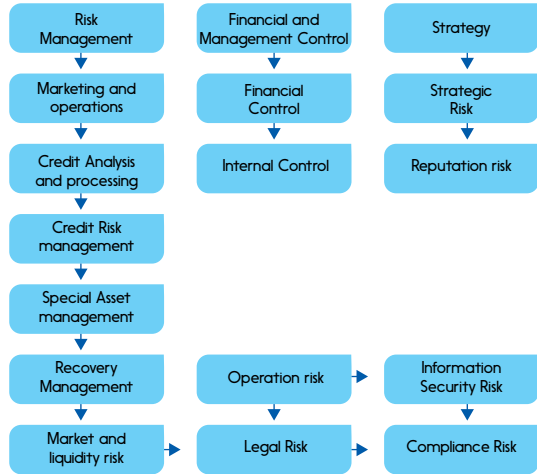 Risk
Management
Financial and
Management Control
Strategy
Marketing and
operations
Financial
Control
Strategic
Risk
Credit Analysis
and processing
Internal Control
Reputation risk
Credit Risk
management
Special Asset
management
Recovery
Management
Operation risk
Information
Security Risk
Market and
liquidity risk
Legal Risk
Compliance Risk